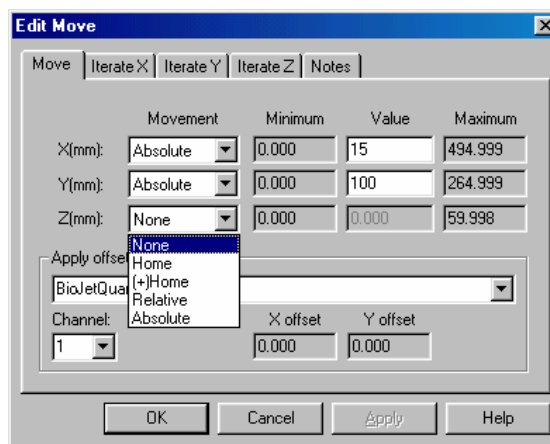 Edit Move
Move Iterate X Iterate Y Iterate Z Notes
Movement Minimum Value Maximum
X(mm): Absolute 0.000 15 494.999
Y(mm): Absolute 0.000 100 264.999
Z(mm): None 0.000 0.000 59.998
None
Home
(+)Home
Relative
Absolute
Apply offset
BioJetQua
Channel: X offset Y offset
1 0.000 0.000
OK Cancel Apply Help